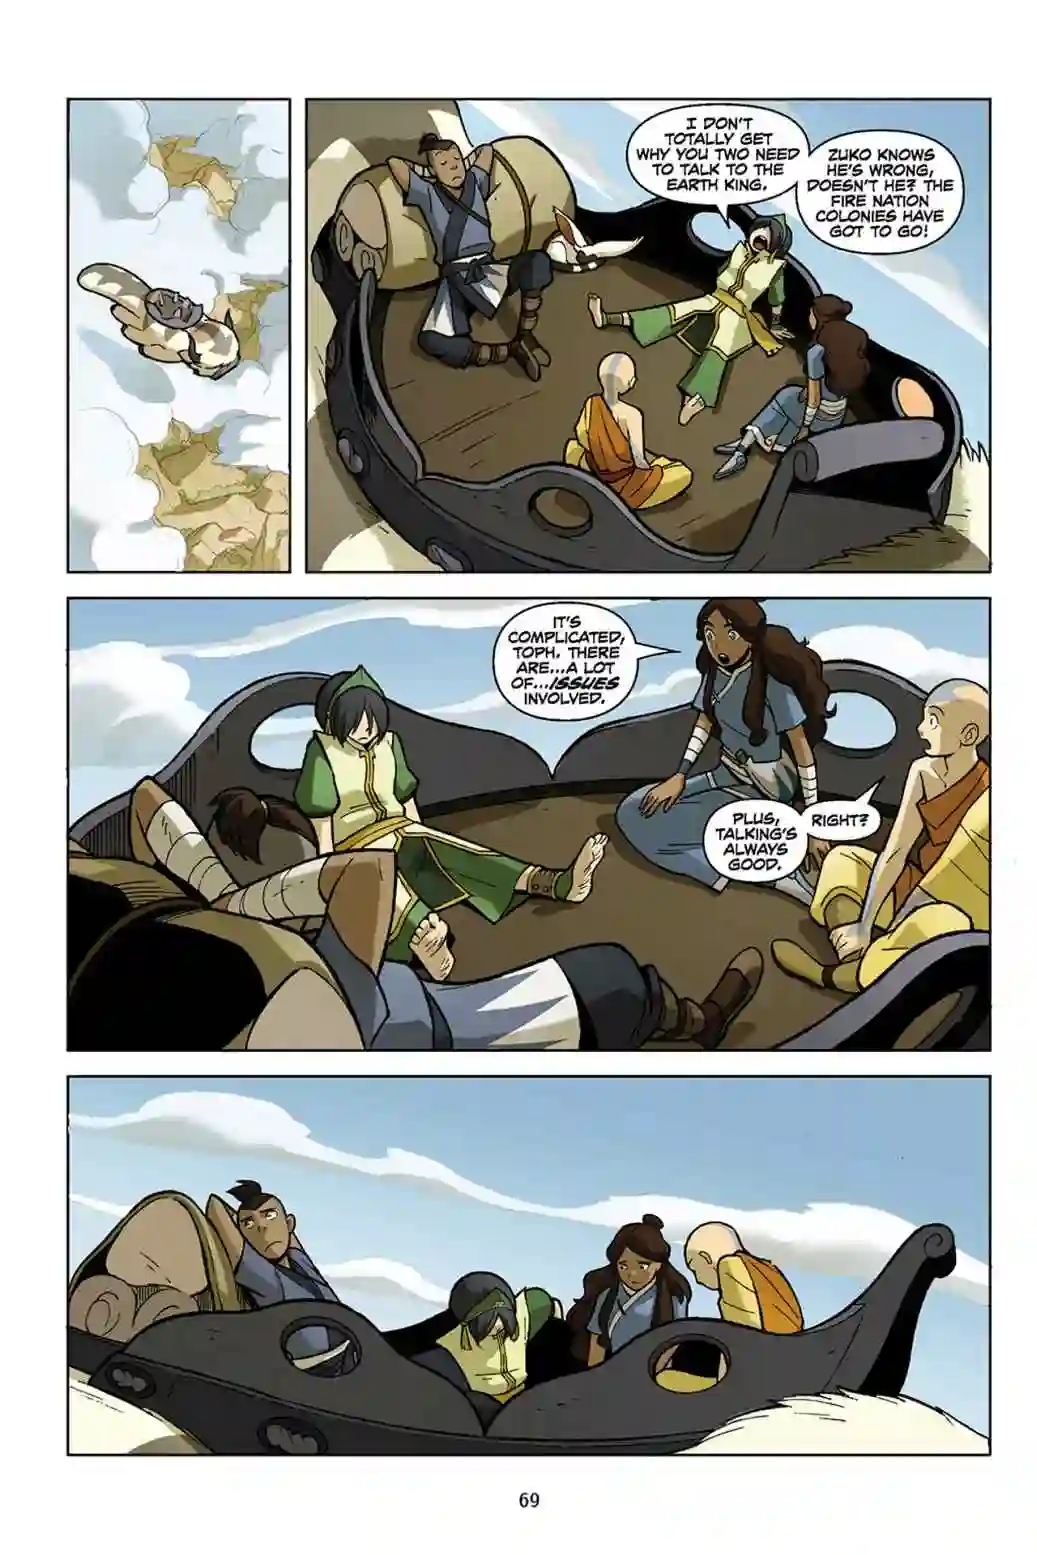 I DON'T
TOTALLY GET
WHY YOU TWO NEED
TO TALK TO THE
EARTH KING.
ZUKO KNOWS
HE'S WRONG,
DOESN'T HE? THE
FIRE NATION
COLONIES HAVE
GOT TO GO!
IT'S
COMPLICATED,
TOPH. THERE
ARE...A LOT
OF...ISSUES
INVOLVED.
PLUS,
TALKING'S
ALWAYS
GOOD.
RIGHT?
69